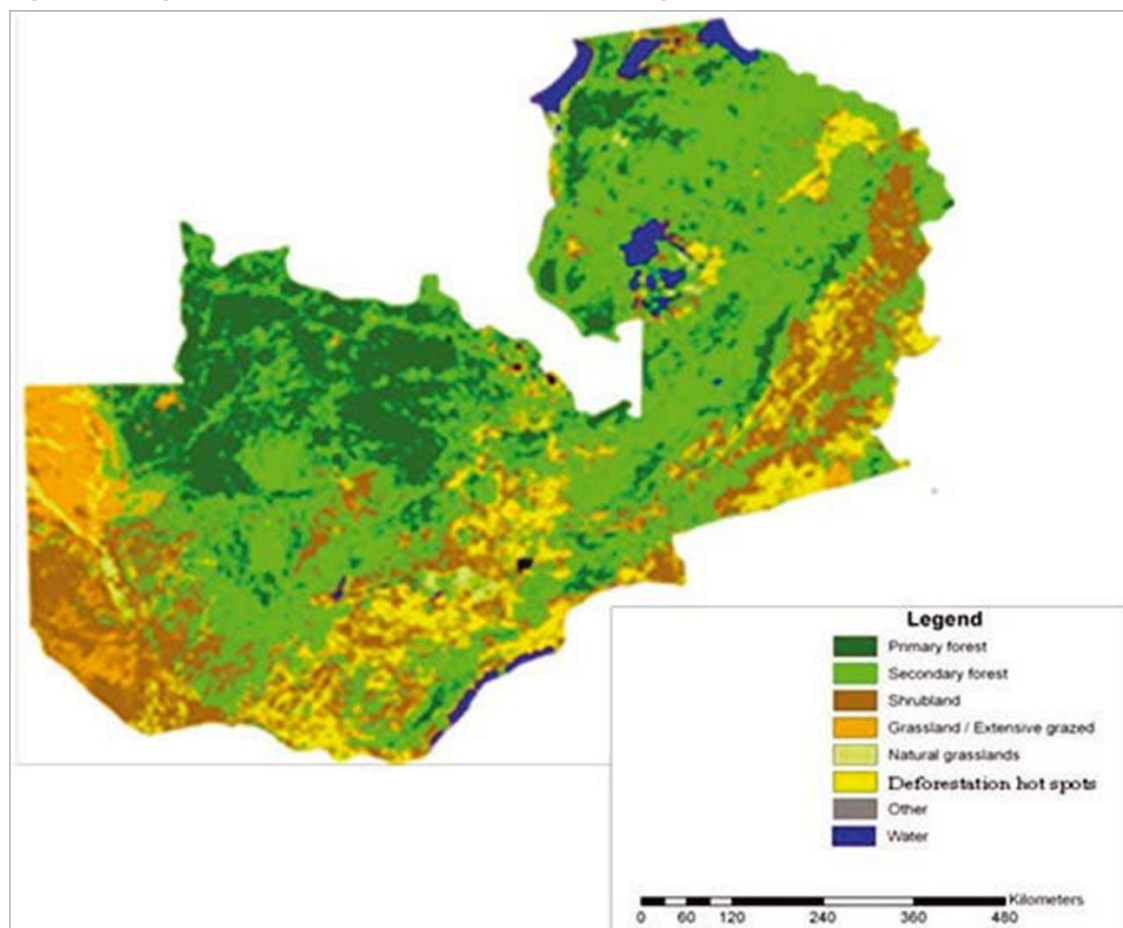 Legend
Primary forest
Secondary forest
Shrubland
Grassland / Extensive grazed
Natural grasslands
Deforestation hot spots
Other
Water
Kilometers
0 60 120 240 360 480